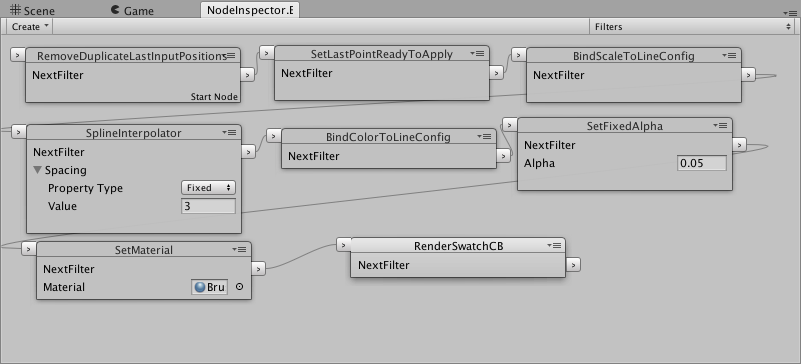 Scene Game NodeInspector.E
Create Filters
RemoveDuplicateLastInputPositions
NextFilter
Start Node
SetLastPointReadyToApply
NextFilter
BindScaleToLineConfig
NextFilter
SplineInterpolator
NextFilter
Spacing
Property Type Fixed
Value 3
BindColorToLineConfig
NextFilter
SetFixedAlpha
NextFilter
Alpha 0.05
SetMaterial
NextFilter
Material Bru
RenderSwatchCB
NextFilter